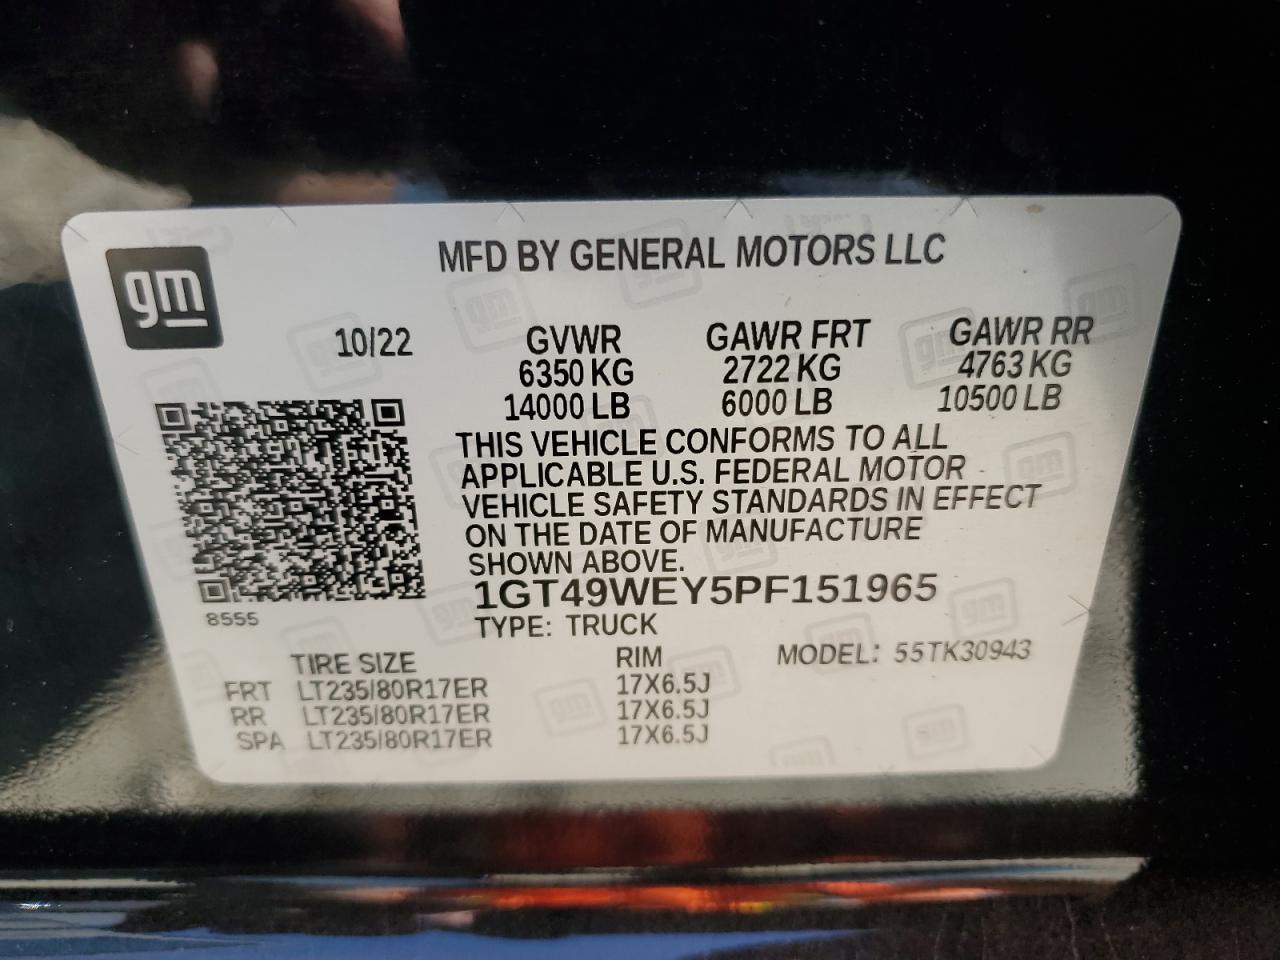 MFD BY GENERAL MOTORS LLC
gm
10/22 GVWR GAWR FRT GAWR RR
6350 KG 2722 KG 4763 KG
14000 LB 6000 LB 10500 LB
THIS VEHICLE CONFORMS TO ALL
APPLICABLE U.S. FEDERAL MOTOR
VEHICLE SAFETY STANDARDS IN EFFECT
ON THE DATE OF MANUFACTURE
SHOWN ABOVE.
1GT49WEY5PF151965
8555
TYPE: TRUCK
TIRE SIZE RIM MODEL: 55TK30943
FRT LT235/80R17ER 17X6.5J
RR LT235/80R17ER 17X6.5J
SPA LT235/80R17ER 17X6.5J